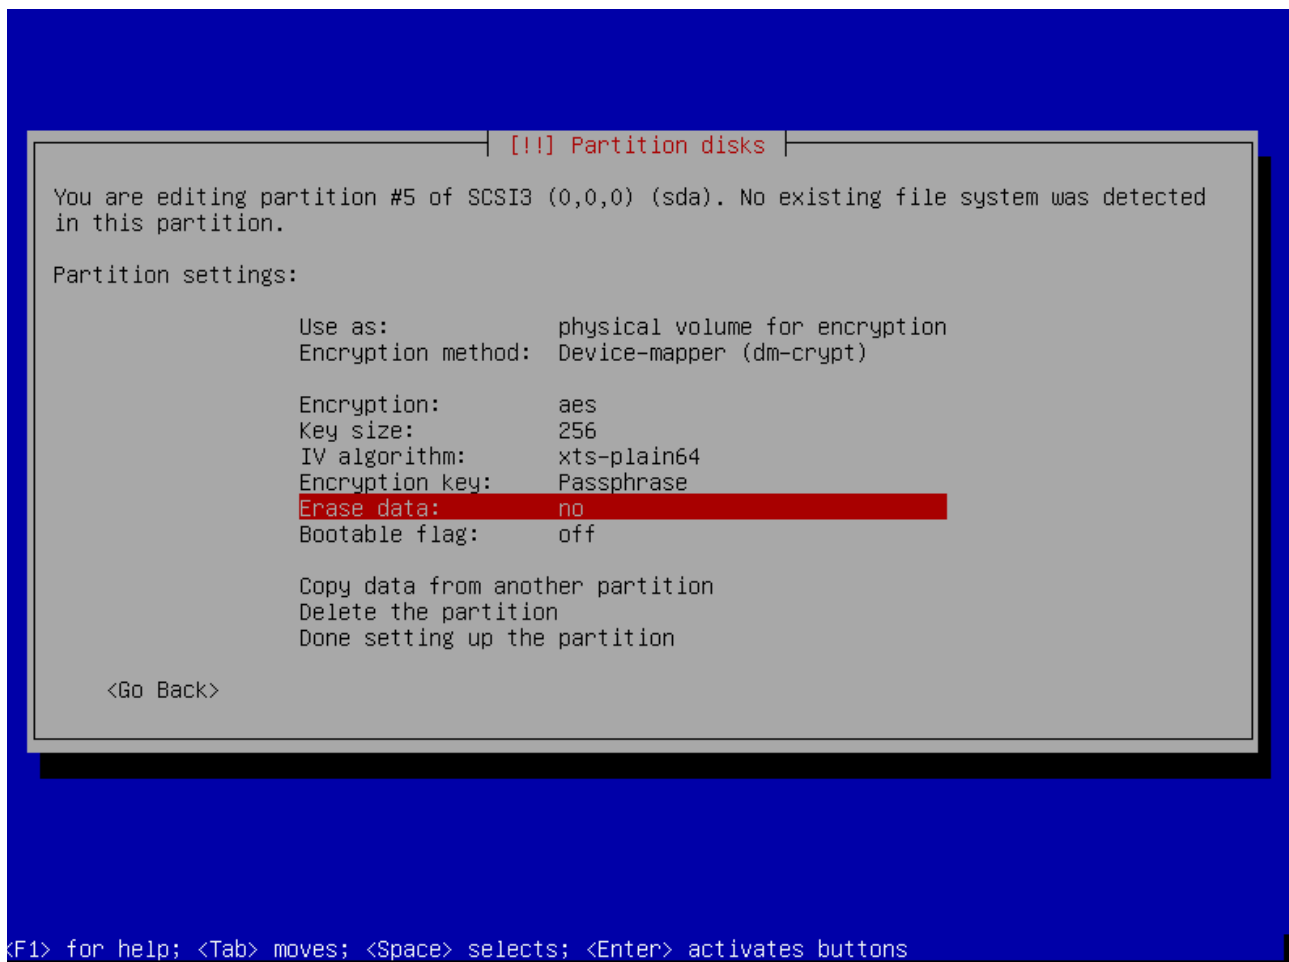 [!!] Partition disks
You are editing partition #5 of SCSI3 (0,0,0) (sda). No existing file system was detected
in this partition.
Partition settings:
Use as: physical volume for encryption
Encryption method: Device-mapper (dm-crypt)
Encryption: aes
Key size: 256
IV algorithm: xts-plain64
Encryption key: Passphrase
Erase data: no
Bootable flag: off
Copy data from another partition
Delete the partition
Done setting up the partition
<Go Back>
<F1> for help; <Tab> moves; <Space> selects; <Enter> activates buttons